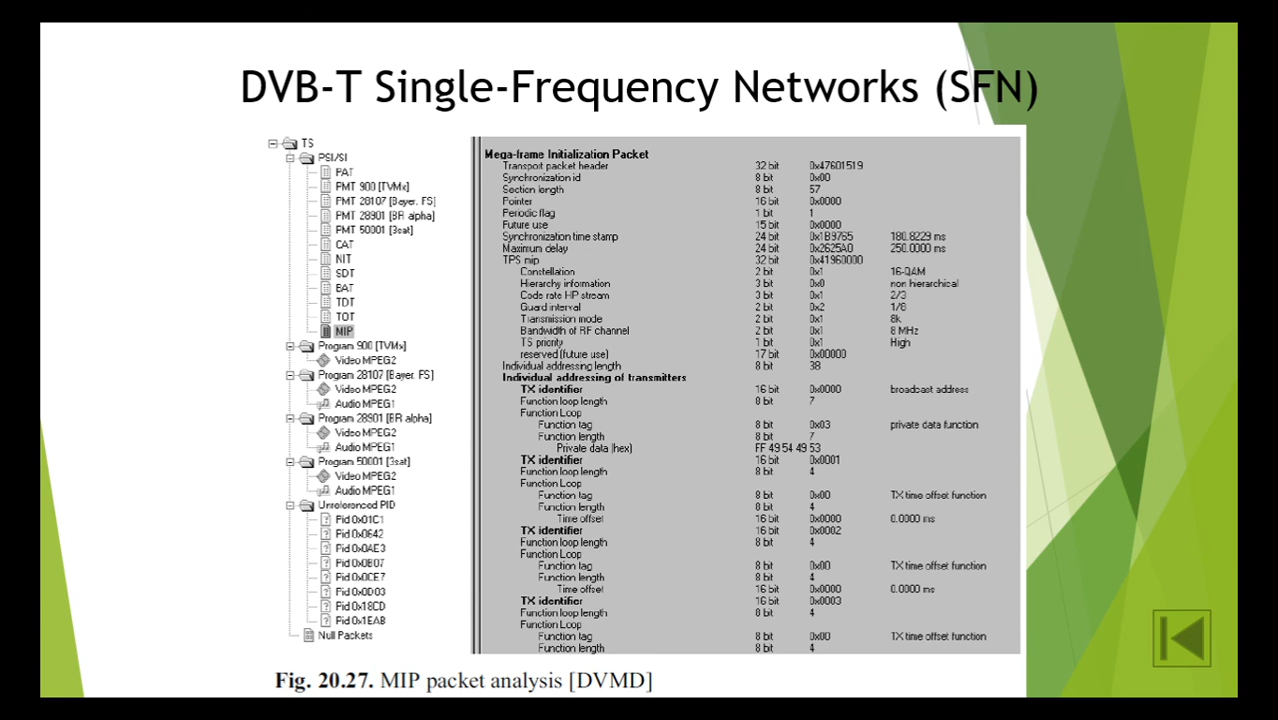 DVB-T Single-Frequency Networks (SFN)
TS
PSI/SI
PAT
PMT 900 [TVMx]
PMT 28107 [Bayer. FS]
PMT 28901 [BR alpha]
PMT 50001 [3sat]
CAT
NIT
SDT
BAT
TDT
TOT
MIP
Program 900 [TVMx]
Video MPEG2
Program 28107 [Bayer. FS]
Video MPEG2
Audio MPEG1
Program 28901 [BR alpha]
Video MPEG2
Audio MPEG1
Program 50001 [3sat]
Video MPEG2
Audio MPEG1
Unreferenced PID
Pid 0x01C1
Pid 0x0642
Pid 0x0AE3
Pid 0x0B07
Pid 0x0CE7
Pid 0x0D03
Pid 0x18CD
Pid 0x1EAB
Null Packets
Mega-frame Initialization Packet
Transport packet header 32 bit 0x47601519
Synchronization id 8 bit 0x00
Section length 8 bit 57
Pointer 16 bit 0x0000
Periodic flag 1 bit 1
Future use 15 bit 0x0000
Synchronization time stamp 24 bit 0x1B9765 180.8229 ms
Maximum delay 24 bit 0x2625A0 250.0000 ms
TPS mip 32 bit 0x41960000
Constellation 2 bit 0x1 16-QAM
Hierarchy information 3 bit 0x0 non hierarchical
Code rate HP stream 3 bit 0x1 2/3
Guard interval 2 bit 0x2 1/8
Transmission mode 2 bit 0x1 8k
Bandwidth of RF channel 2 bit 0x1 8 MHz
TS priority 1 bit 0x1 High
reserved (future use) 17 bit 0x00000
Individual addressing length 8 bit 38
Individual addressing of transmitters
TX identifier 16 bit 0x0000 broadcast address
Function loop length 8 bit 7
Function Loop
Function tag 8 bit 0x03 private data function
Function length 8 bit 7
Private data (hex) FF 49 54 49 53
TX identifier 16 bit 0x0001
Function loop length 8 bit 4
Function Loop
Function tag 8 bit 0x00 TX time offset function
Function length 8 bit 4
Time offset 16 bit 0x0000 0.0000 ms
TX identifier 16 bit 0x0002
Function loop length 8 bit 4
Function Loop
Function tag 8 bit 0x00 TX time offset function
Function length 8 bit 4
Time offset 16 bit 0x0000 0.0000 ms
TX identifier 16 bit 0x0003
Function loop length 8 bit 4
Function Loop
Function tag 8 bit 0x00 TX time offset function
Function length 8 bit 4
Fig. 20.27. MIP packet analysis [DVMD]